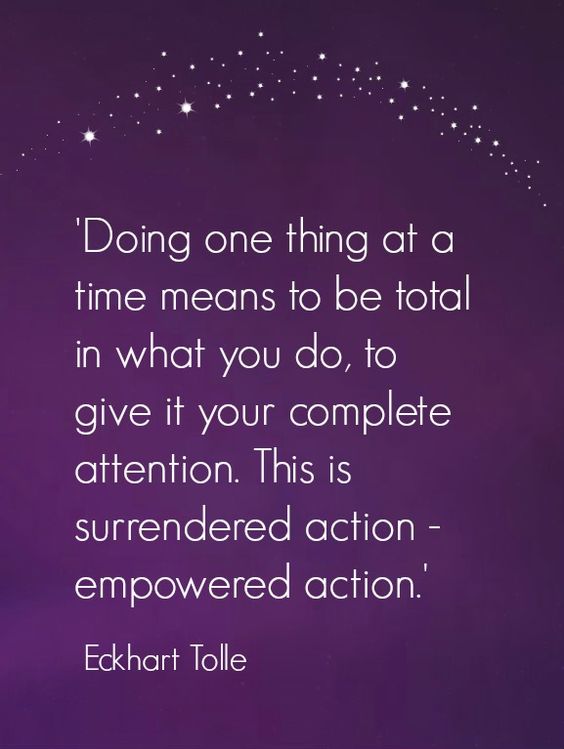 'Doing one thing at a
time means to be total
in what you do, to
give it your complete
attention. This is
surrendered action -
empowered action.'
Eckhart Tolle